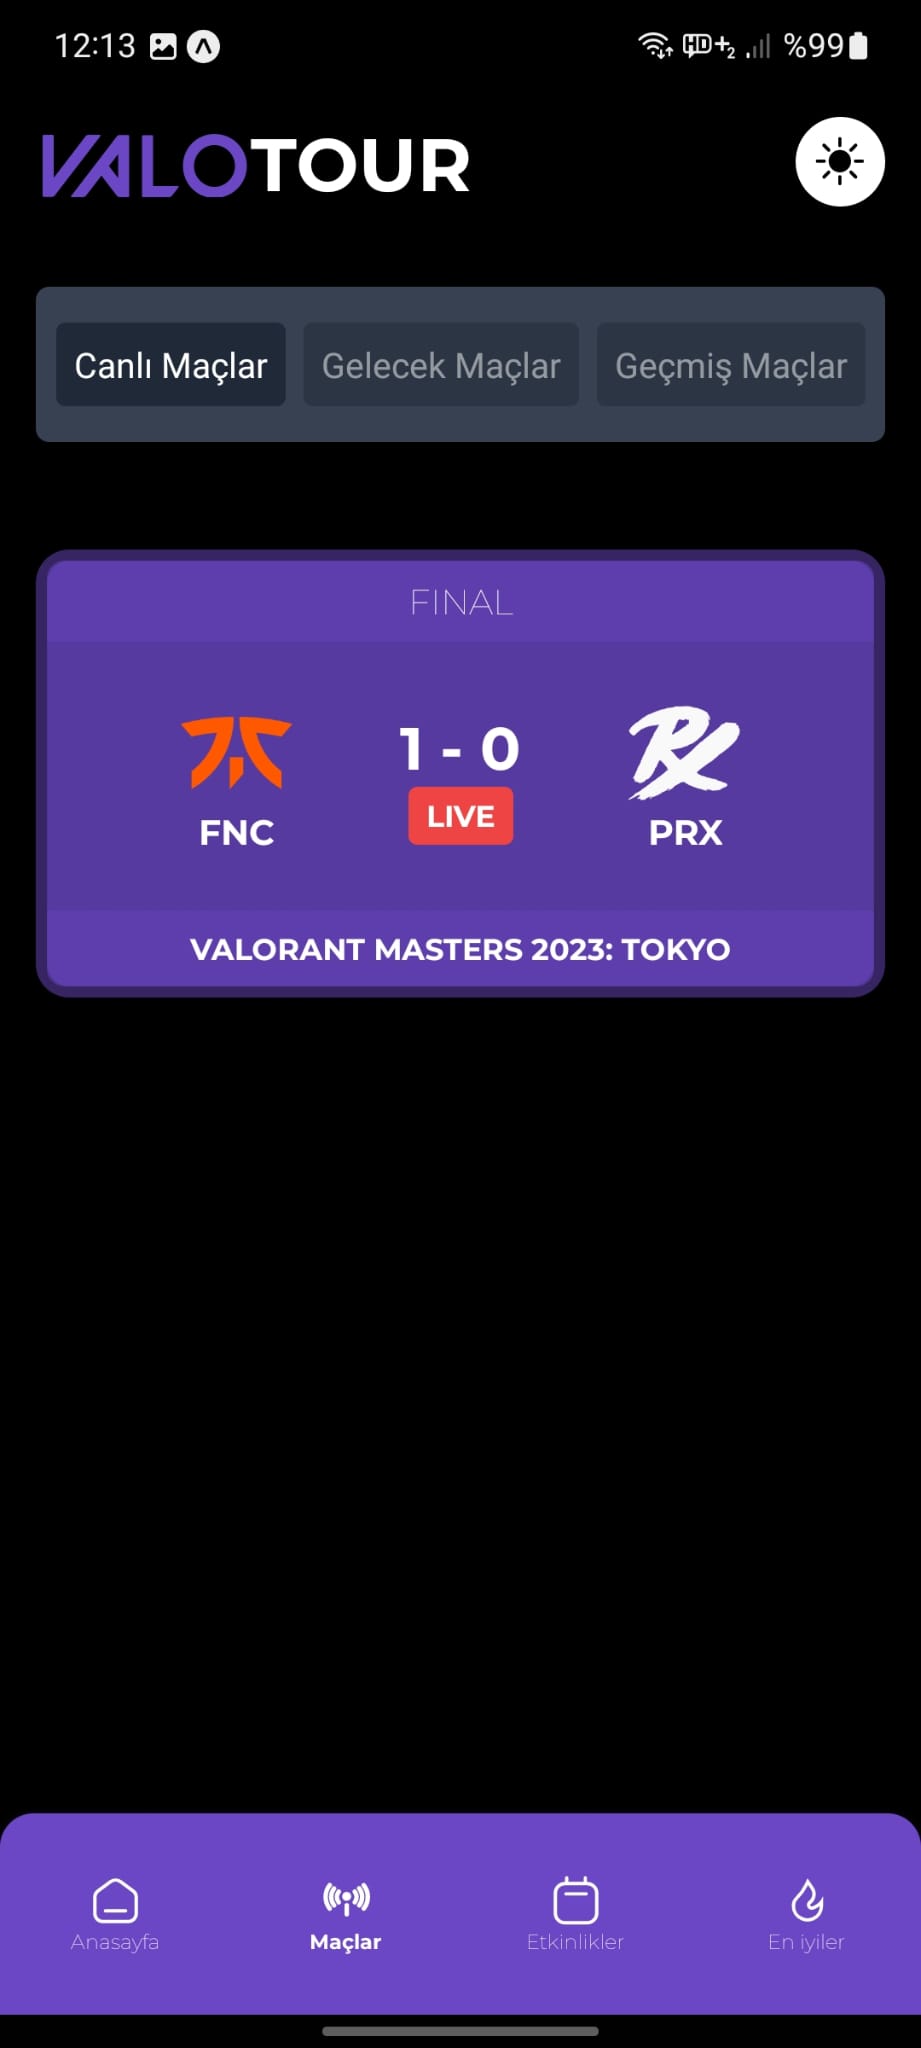 12:13 %99
VALOTOUR
Canlı Maçlar Gelecek Maçlar Geçmiş Maçlar
FINAL
1 - 0
LIVE
FNC PRX
VALORANT MASTERS 2023: TOKYO
Anasayfa Maçlar Etkinlikler En iyiler